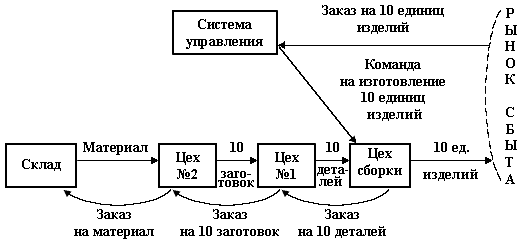 Заказ на 10 единиц
изделий
Система
управления
Команда
на изготовление
10 единиц
изделий
РЫНОК СБЫТА
Склад
Материал
Цех
№2
10
заго-
товок
Цех
№1
10
дета-
лей
Цех
сборки
10 ед.
изделий
Заказ
на материал
Заказ
на 10 заготовок
Заказ
на 10 деталей